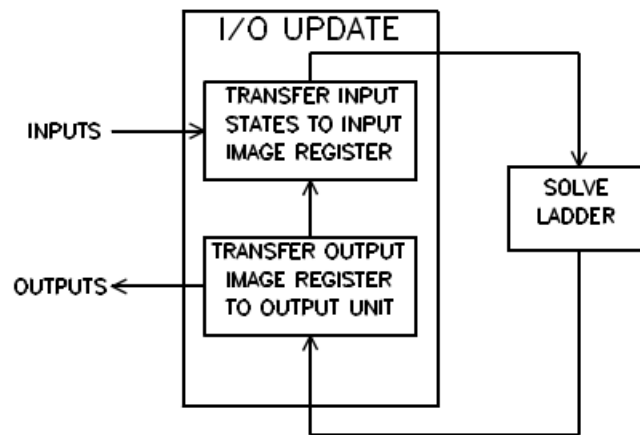 I/O UPDATE
TRANSFER INPUT
STATES TO INPUT
IMAGE REGISTER
INPUTS
SOLVE
LADDER
TRANSFER OUTPUT
IMAGE REGISTER
TO OUTPUT UNIT
OUTPUTS